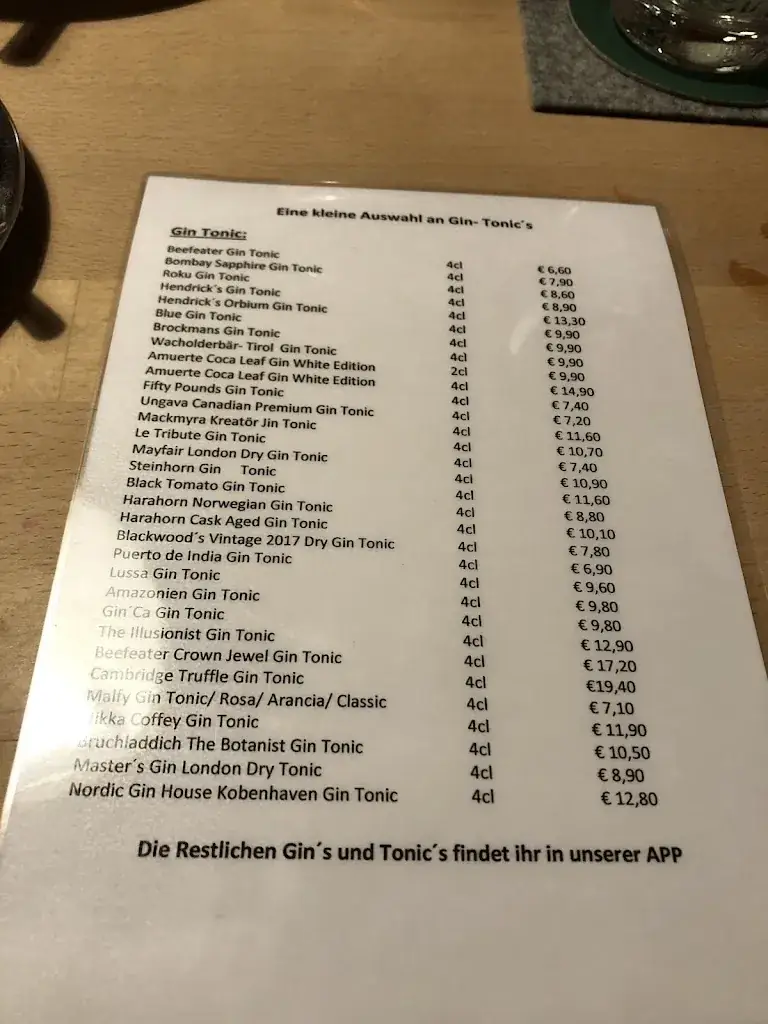 Eine kleine Auswahl an Gin- Tonic´s
Gin Tonic:
Beefeater Gin Tonic 4cl € 6,60
Bombay Sapphire Gin Tonic 4cl € 7,90
Roku Gin Tonic 4cl € 8,60
Hendrick´s Gin Tonic 4cl € 8,90
Hendrick´s Orbium Gin Tonic 4cl € 13,30
Blue Gin Tonic 4cl € 9,90
Brockmans Gin Tonic 4cl € 9,90
Wacholderbär- Tirol Gin Tonic 4cl € 9,90
Amuerte Coca Leaf Gin White Edition 2cl € 9,90
Amuerte Coca Leaf Gin White Edition 4cl € 14,90
Fifty Pounds Gin Tonic 4cl € 7,40
Ungava Canadian Premium Gin Tonic 4cl € 7,20
Mackmyra Kreatör Jin Tonic 4cl € 11,60
Le Tribute Gin Tonic 4cl € 10,70
Mayfair London Dry Gin Tonic 4cl € 7,40
Steinhorn Gin Tonic 4cl € 10,90
Black Tomato Gin Tonic 4cl € 11,60
Harahorn Norwegian Gin Tonic 4cl € 8,80
Harahorn Cask Aged Gin Tonic 4cl € 10,10
Blackwood´s Vintage 2017 Dry Gin Tonic 4cl € 7,80
Puerto de India Gin Tonic 4cl € 6,90
Lussa Gin Tonic 4cl € 9,60
Amazonien Gin Tonic 4cl € 9,80
Gin´Ca Gin Tonic 4cl € 9,80
The Illusionist Gin Tonic 4cl € 12,90
Beefeater Crown Jewel Gin Tonic 4cl € 17,20
Cambridge Truffle Gin Tonic 4cl €19,40
Malfy Gin Tonic/ Rosa/ Arancia/ Classic 4cl € 7,10
Nikka Coffey Gin Tonic 4cl € 11,90
Bruchladdich The Botanist Gin Tonic 4cl € 10,50
Master´s Gin London Dry Tonic 4cl € 8,90
Nordic Gin House Kobenhaven Gin Tonic 4cl € 12,80
Die Restlichen Gin´s und Tonic´s findet ihr in unserer APP